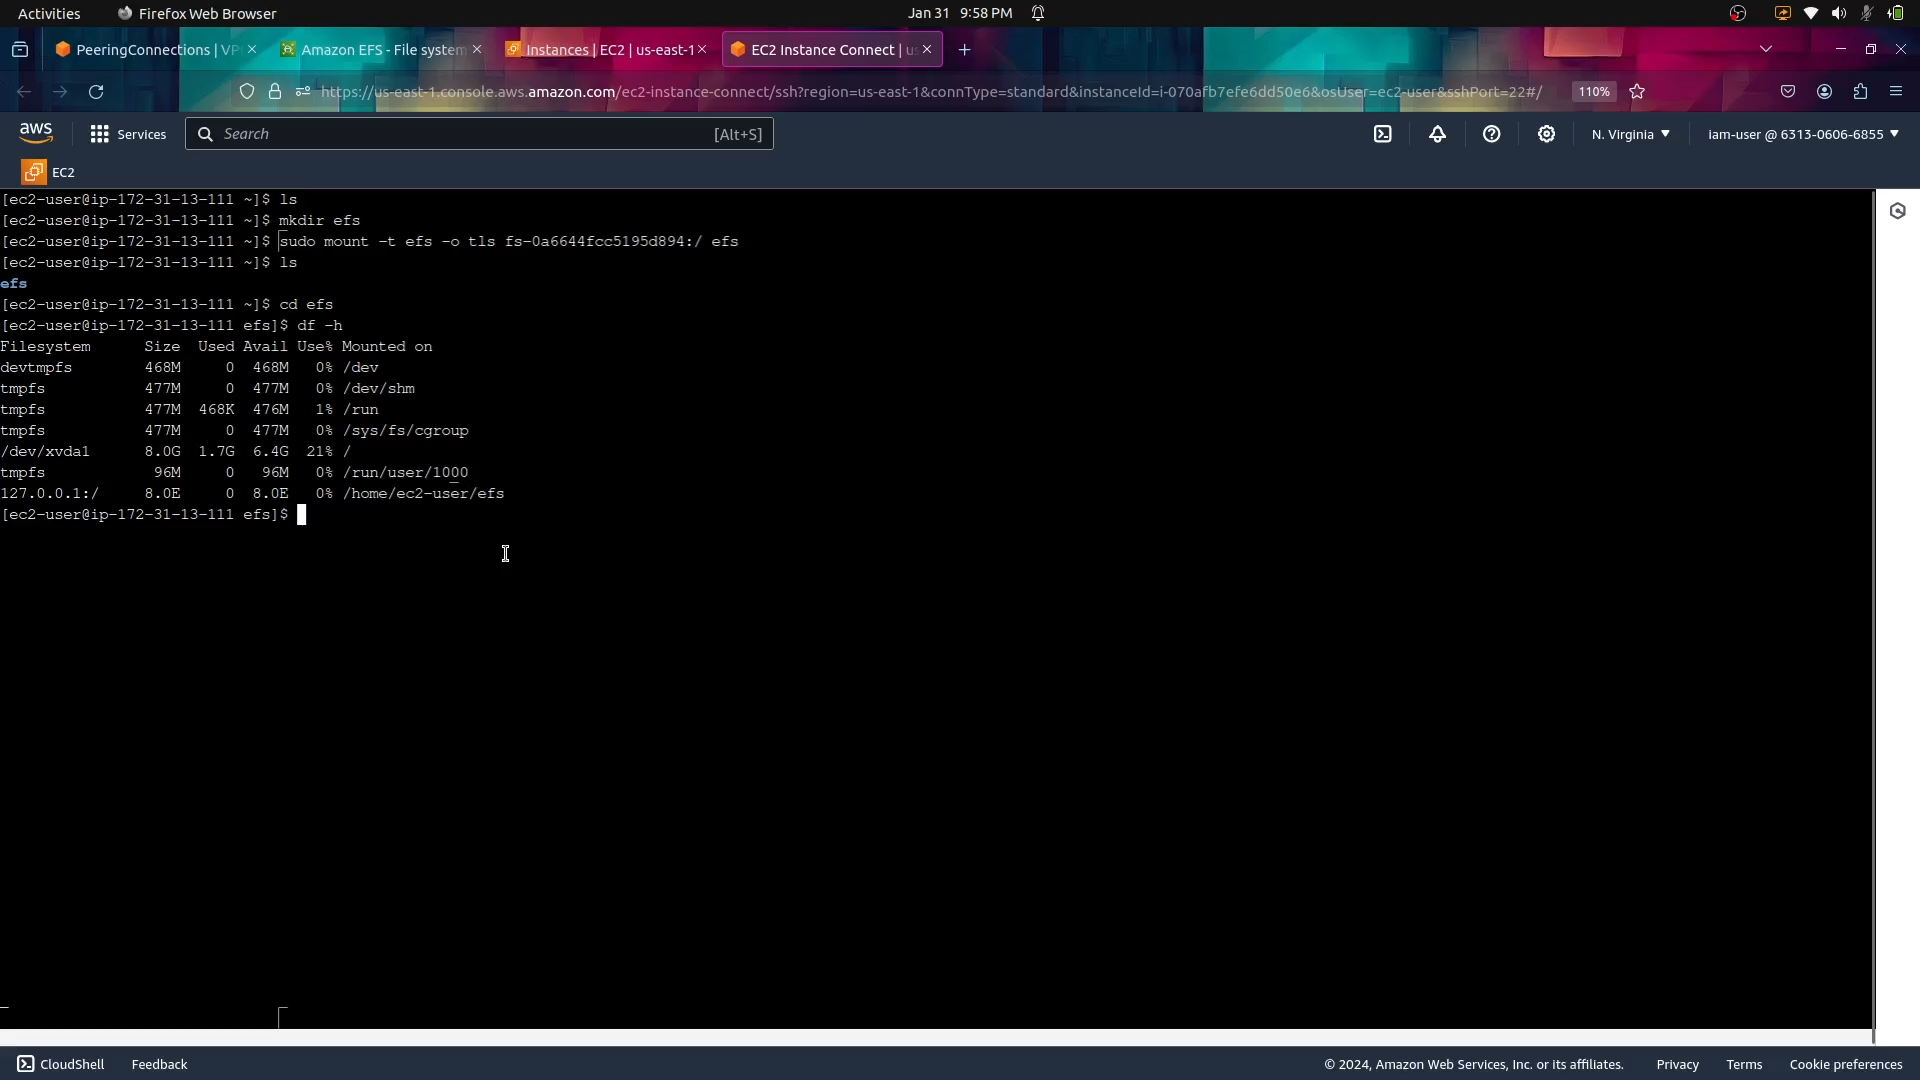 Activities Firefox Web Browser Jan 31 9:58 PM
PeeringConnections | VP Amazon EFS - File system Instances | EC2 | us-east-1 EC2 Instance Connect | us
https://us-east-1.console.aws.amazon.com/ec2-instance-connect/ssh?region=us-east-1&connType=standard&instanceId=i-070afb7efe6dd50e6&osUser=ec2-user&sshPort=22#/ 110%
aws Services Search [Alt+S] N. Virginia iam-user @ 6313-0606-6855
EC2
[ec2-user@ip-172-31-13-111 ~]$ ls
[ec2-user@ip-172-31-13-111 ~]$ mkdir efs
[ec2-user@ip-172-31-13-111 ~]$ sudo mount -t efs -o tls fs-0a6644fcc5195d894:/ efs
[ec2-user@ip-172-31-13-111 ~]$ ls
efs
[ec2-user@ip-172-31-13-111 ~]$ cd efs
[ec2-user@ip-172-31-13-111 efs]$ df -h
Filesystem Size Used Avail Use% Mounted on
devtmpfs 468M 0 468M 0% /dev
tmpfs 477M 0 477M 0% /dev/shm
tmpfs 477M 468K 476M 1% /run
tmpfs 477M 0 477M 0% /sys/fs/cgroup
/dev/xvda1 8.0G 1.7G 6.4G 21% /
tmpfs 96M 0 96M 0% /run/user/1000
127.0.0.1:/ 8.0E 0 8.0E 0% /home/ec2-user/efs
[ec2-user@ip-172-31-13-111 efs]$
CloudShell Feedback © 2024, Amazon Web Services, Inc. or its affiliates. Privacy Terms Cookie preferences